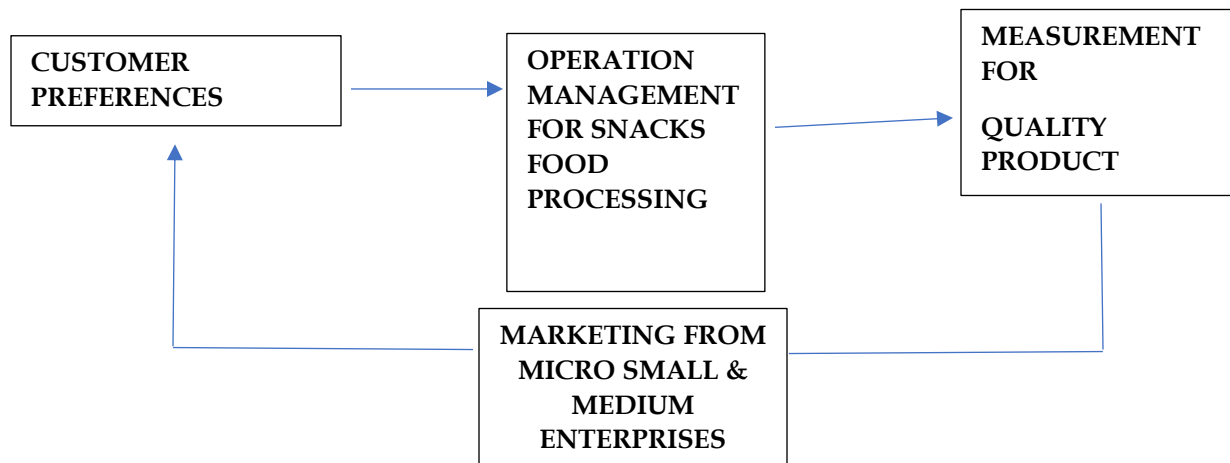 CUSTOMER
PREFERENCES
OPERATION
MANAGEMENT
FOR SNACKS
FOOD
PROCESSING
MEASUREMENT
FOR
QUALITY
PRODUCT
MARKETING FROM
MICRO SMALL &
MEDIUM
ENTERPRISES